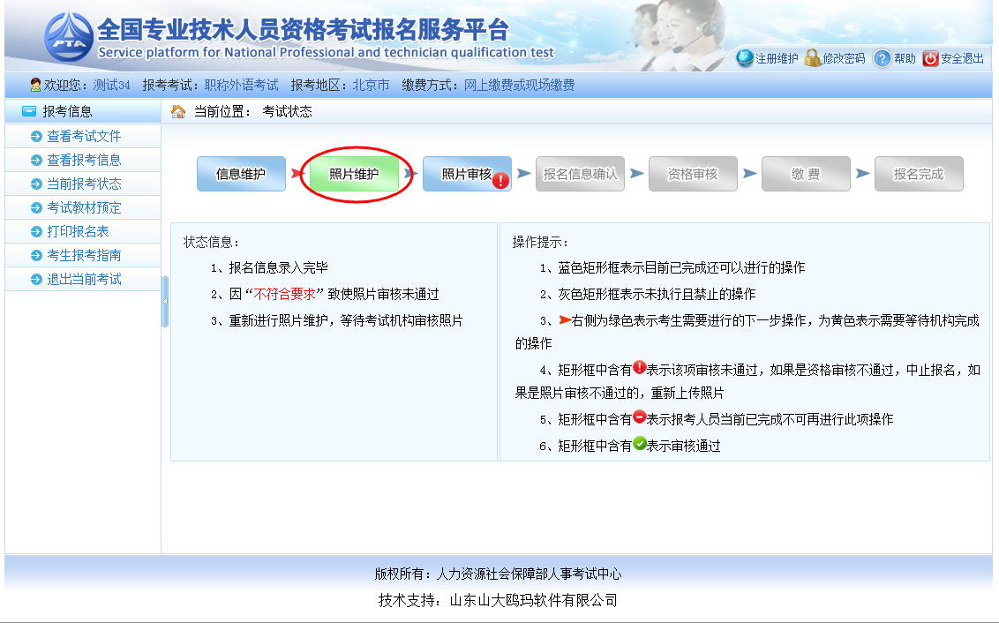 全国专业技术人员资格考试报名服务平台
PTA
Service platform for National Professional and technician qualification test
注册维护 修改密码 帮助 安全退出
欢迎您：测试34 报考考试：职称外语考试 报考地区：北京市 缴费方式：网上缴费或现场缴费
报考信息
查看考试文件
查看报考信息
当前报考状态
考试教材预定
打印报名表
考生报考指南
退出当前考试
当前位置： 考试状态
信息维护 照片维护 照片审核 报名信息确认 资格审核 缴 费 报名完成
状态信息：
1、报名信息录入完毕
2、因“不符合要求”致使照片审核未通过
3、重新进行照片维护，等待考试机构审核照片
操作提示：
1、蓝色矩形框表示目前已完成还可以进行的操作
2、灰色矩形框表示未执行且禁止的操作
3、右侧为绿色表示考生需要进行的下一步操作，为黄色表示需要等待机构完成
的操作
4、矩形框中含有表示该项审核未通过，如果是资格审核不通过，中止报名，如
果是照片审核不通过的，重新上传照片
5、矩形框中含有表示报考人员当前已完成不可再进行此项操作
6、矩形框中含有表示审核通过
版权所有：人力资源社会保障部人事考试中心
技术支持：山东山大鸥玛软件有限公司